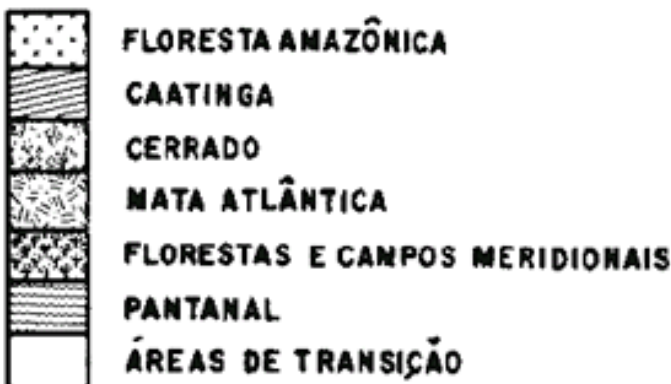 FLORESTA AMAZÔNICA
CAATINGA
CERRADO
MATA ATLÂNTICA
FLORESTAS E CAMPOS MERIDIONAIS
PANTANAL
ÁREAS DE TRANSIÇÃO